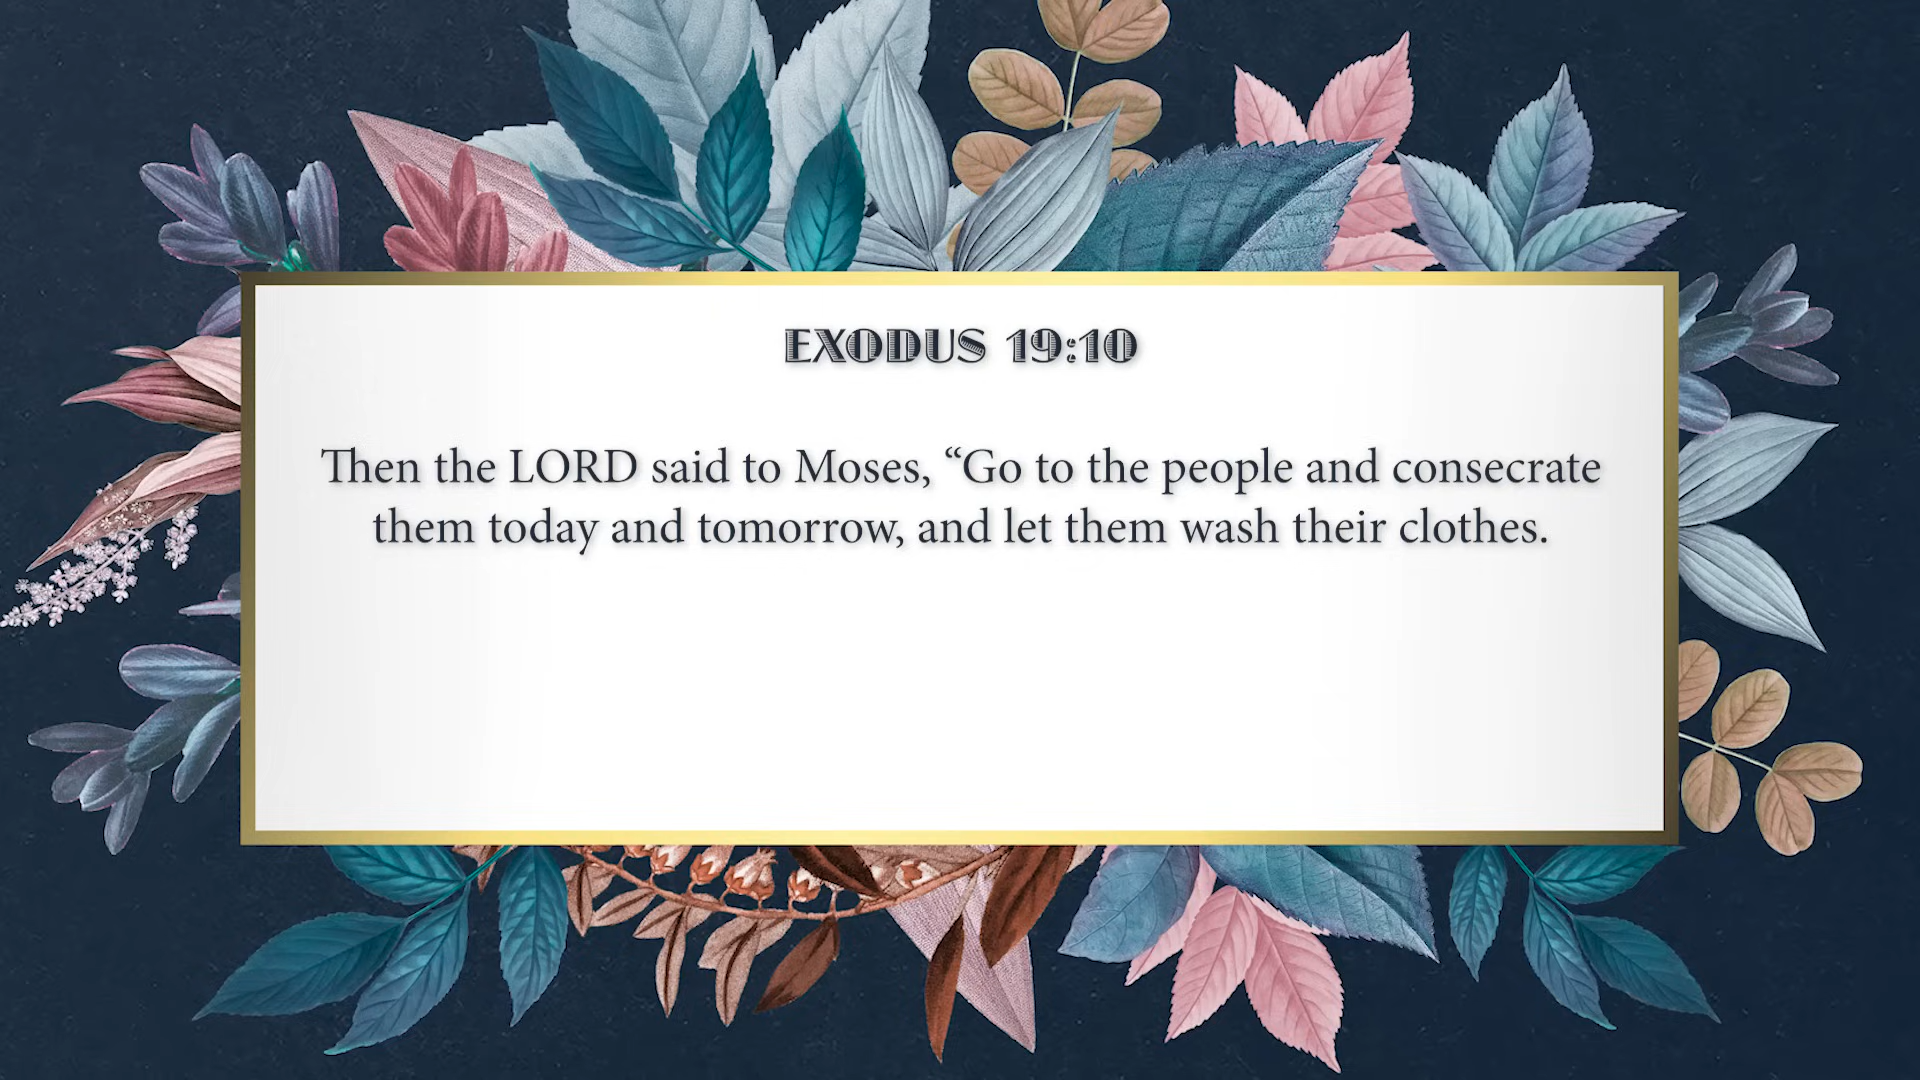 EXODUS 19:10
Then the LORD said to Moses, “Go to the people and consecrate
them today and tomorrow, and let them wash their clothes.